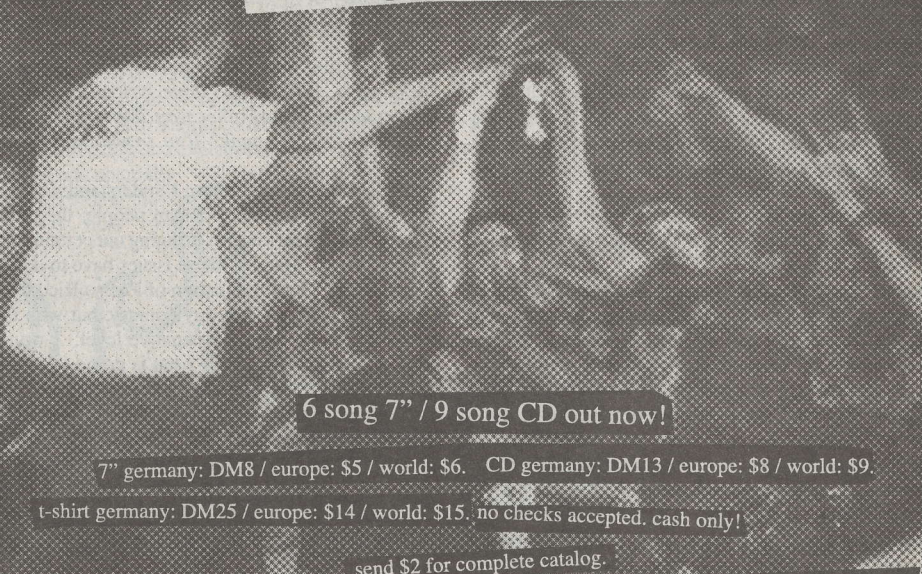 6 song 7” / 9 song CD out now!
7” germany: DM8 / europe: $5 / world: $6. CD germany: DM13 / europe: $8 / world: $9.
t-shirt germany: DM25 / europe: $14 / world: $15. no checks accepted. cash only!
send $2 for complete catalog.